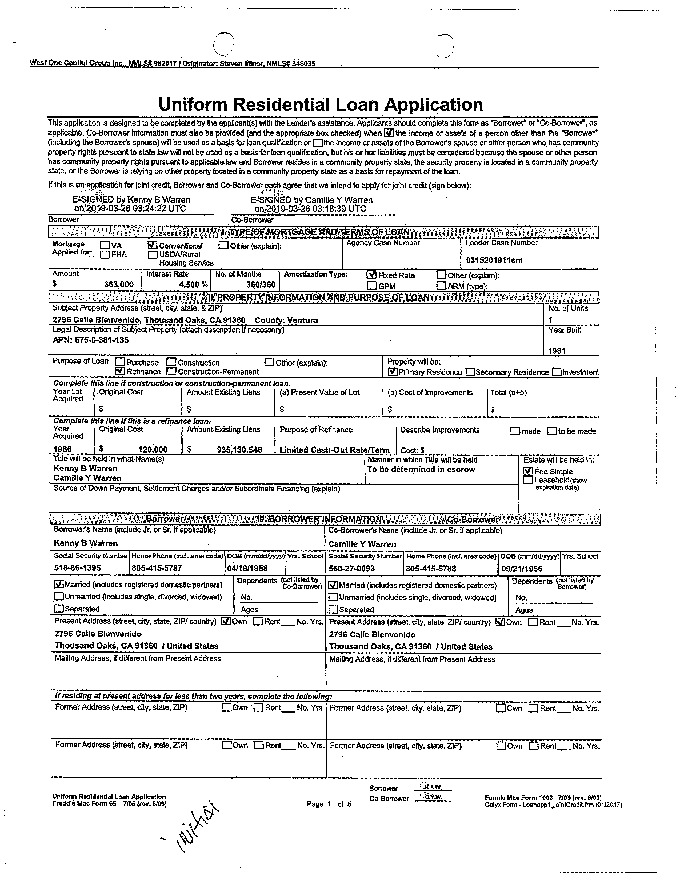 West One Capital Group Inc., NMLS# 982017 / Originator: Steven Minor, NMLS# 345035
Uniform Residential Loan Application
This application is designed to be completed by the applicant(s) with the Lender's assistance. Applicants should complete this form as "Borrower" or "Co-Borrower", as
applicable. Co-Borrower information must also be provided (and the appropriate box checked) when the income or assets of a person other than the "Borrower"
(including the Borrower's spouse) will be used as a basis for loan qualification or the income or assets of the Borrower's spouse or other person who has community
property rights pursuant to state law will not be used as a basis for loan qualification, but his or her liabilities must be considered because the spouse or other person
has community property rights pursuant to applicable law and Borrower resides in a community property state, the security property is located in a community property
state, or the Borrower is relying on other property located in a community property state as a basis for repayment of the loan.
If this is an application for joint credit, Borrower and Co-Borrower each agree that we intend to apply for joint credit (sign below):
E-SIGNED by Kenny B Warren E-SIGNED by Camille Y Warren
on 2019-03-26 03:24:22 UTC on 2019-03-26 03:18:39 UTC
Borrower Co-Borrower
I. TYPE OF MORTGAGE AND TERMS OF LOAN
Mortgage Applied for: VA Conventional Other (explain): Agency Case Number Lender Case Number
FHA USDA/Rural Housing Service 0315201911em
Amount Interest Rate No. of Months Amortization Type: Fixed Rate Other (explain):
$ 363,000 4.500 % 360/360 GPM ARM (type):
II. PROPERTY INFORMATION AND PURPOSE OF LOAN
Subject Property Address (street, city, state, & ZIP) No. of Units
2796 Calle Bienvenido, Thousand Oaks, CA 91360 County: Ventura 1
Legal Description of Subject Property (attach description if necessary) Year Built
APN: 675-0-361-135
1981
Purpose of Loan Purchase Construction Other (explain): Property will be:
Refinance Construction-Permanent Primary Residence Secondary Residence Investment
Complete this line if construction or construction-permanent loan.
Year Lot Acquired Original Cost Amount Existing Liens (a) Present Value of Lot (b) Cost of Improvements Total (a+b)
$ $ $ $ $
Complete this line if this is a refinance loan.
Year Acquired Original Cost Amount Existing Liens Purpose of Refinance Describe Improvements made to be made
1986 $ 120,000 $ Limited Cash-Out Rate/Term Cost: $
Title will be held in what Name(s) Manner in which Title will be held Estate will be held in:
Kenny B Warren To be determined in escrow Fee Simple
Camille Y Warren Leasehold (show expiration date)
Source of Down Payment, Settlement Charges and/or Subordinate Financing (explain)
Borrower III. BORROWER INFORMATION Co-Borrower
Borrower's Name (include Jr. or Sr. if applicable) Co-Borrower's Name (include Jr. or Sr. if applicable)
Kenny B Warren Camille Y Warren
Social Security Number Home Phone (incl. area code) DOB (mm/dd/yyyy) Yrs. School Social Security Number Home Phone (incl. area code) DOB (mm/dd/yyyy) Yrs. School
518-86-1395 805-415-5787 560-27-0093 805-415-5788 09/21/1956
Married (includes registered domestic partners) Dependents (not listed by Co-Borrower) Married (includes registered domestic partners) Dependents (not listed by Borrower)
Unmarried (includes single, divorced, widowed) No. Unmarried (includes single, divorced, widowed) No.
Separated Ages Separated Ages
Present Address (street, city, state, ZIP/ country) Own Rent No. Yrs. Present Address (street, city, state, ZIP/ country) Own Rent No. Yrs.
2796 Calle Bienvenido 2796 Calle Bienvenido
Thousand Oaks, CA 91360 / United States Thousand Oaks, CA 91360 / United States
Mailing Address, if different from Present Address Mailing Address, if different from Present Address
If residing at present address for less than two years, complete the following:
Former Address (street, city, state, ZIP) Own Rent No. Yrs. Former Address (street, city, state, ZIP) Own Rent No. Yrs.
Former Address (street, city, state, ZIP) Own Rent No. Yrs. Former Address (street, city, state, ZIP) Own Rent No. Yrs.
Borrower
Co-Borrower
Uniform Residential Loan Application Fannie Mae Form 1003 7/05 (rev. 6/09)
Freddie Mac Form 65 7/05 (rev. 6/09) Page 1 of 5
initial